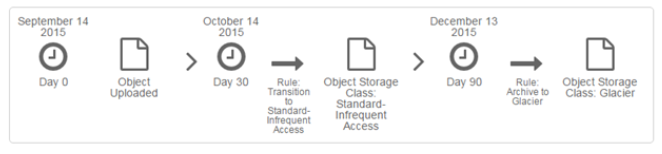 September 14
2015
Day 0
Object
Uploaded
October 14
2015
Day 30
Rule:
Transition
to
Standard-
Infrequent
Access
Object Storage
Class:
Standard-
Infrequent
Access
December 13
2015
Day 90
Rule:
Archive to
Glacier
Object Storage
Class: Glacier